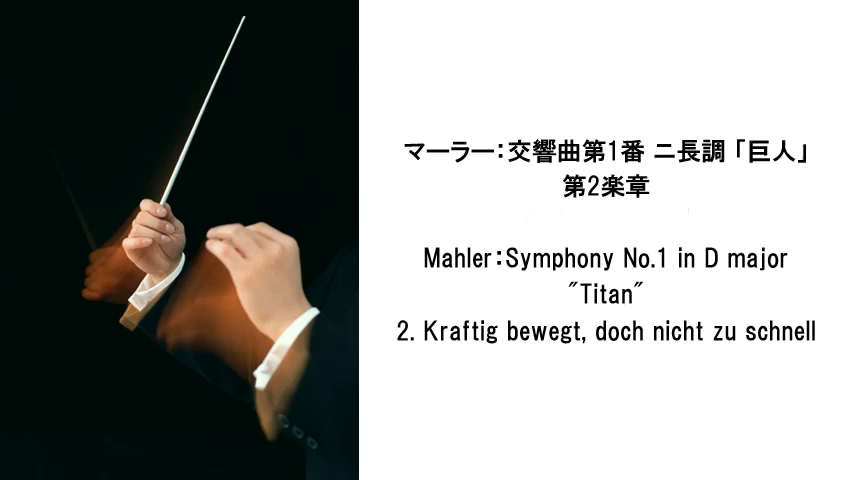 マーラー：交響曲第1番 ニ長調 「巨人」
第2楽章
Mahler：Symphony No.1 in D major
"Titan"
2. Kraftig bewegt, doch nicht zu schnell